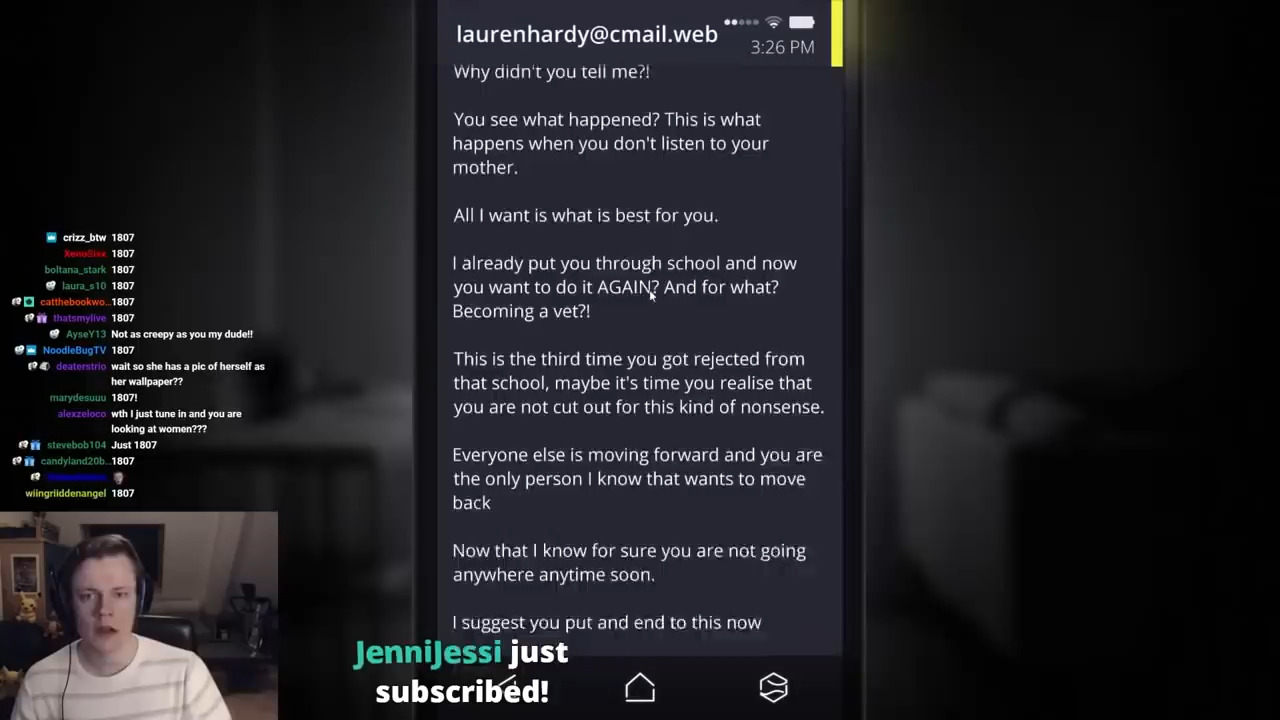 laurenhardy@cmail.web
3:26 PM
Why didn't you tell me?!
You see what happened? This is what
happens when you don't listen to your
mother.
All I want is what is best for you.
I already put you through school and now
you want to do it AGAIN? And for what?
Becoming a vet?!
This is the third time you got rejected from
that school, maybe it's time you realise that
you are not cut out for this kind of nonsense.
Everyone else is moving forward and you are
the only person I know that wants to move
back
Now that I know for sure you are not going
anywhere anytime soon.
I suggest you put and end to this now
crizz_btw 1807
1807
boltana_stark 1807
laura_s10 1807
catthebookwo... 1807
thatsmylive 1807
AyseY13 Not as creepy as you my dude!!
NoodleBugTV 1807
deaterstrio wait so she has a pic of herself as
her wallpaper??
marydesuuu 1807!
alexzeloco wth I just tune in and you are
looking at women???
stevebob104 Just 1807
candyland20b... 1807
wiingriiddenangel 1807
JenniJessi just
subscribed!